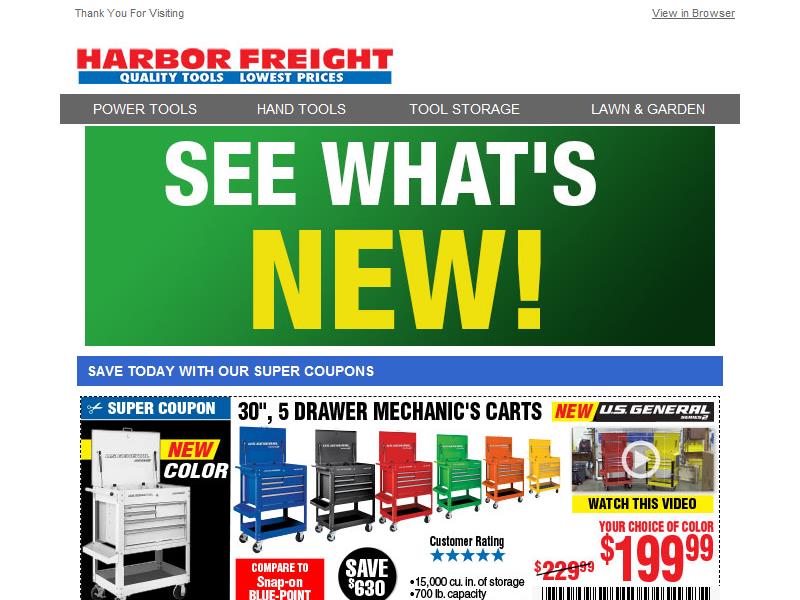 Thank You For Visiting
View in Browser
HARBOR FREIGHT
QUALITY TOOLS LOWEST PRICES
POWER TOOLS HAND TOOLS TOOL STORAGE LAWN & GARDEN
SEE WHAT'S
NEW!
SAVE TODAY WITH OUR SUPER COUPONS
SUPER COUPON
NEW
COLOR
30", 5 DRAWER MECHANIC'S CARTS
NEW U.S. GENERAL
SERIES 2
WATCH THIS VIDEO
YOUR CHOICE OF COLOR
$199.99
$229.99
Customer Rating
COMPARE TO
Snap-on
BLUE-POINT
SAVE
$630
•15,000 cu. in. of storage
•700 lb. capacity